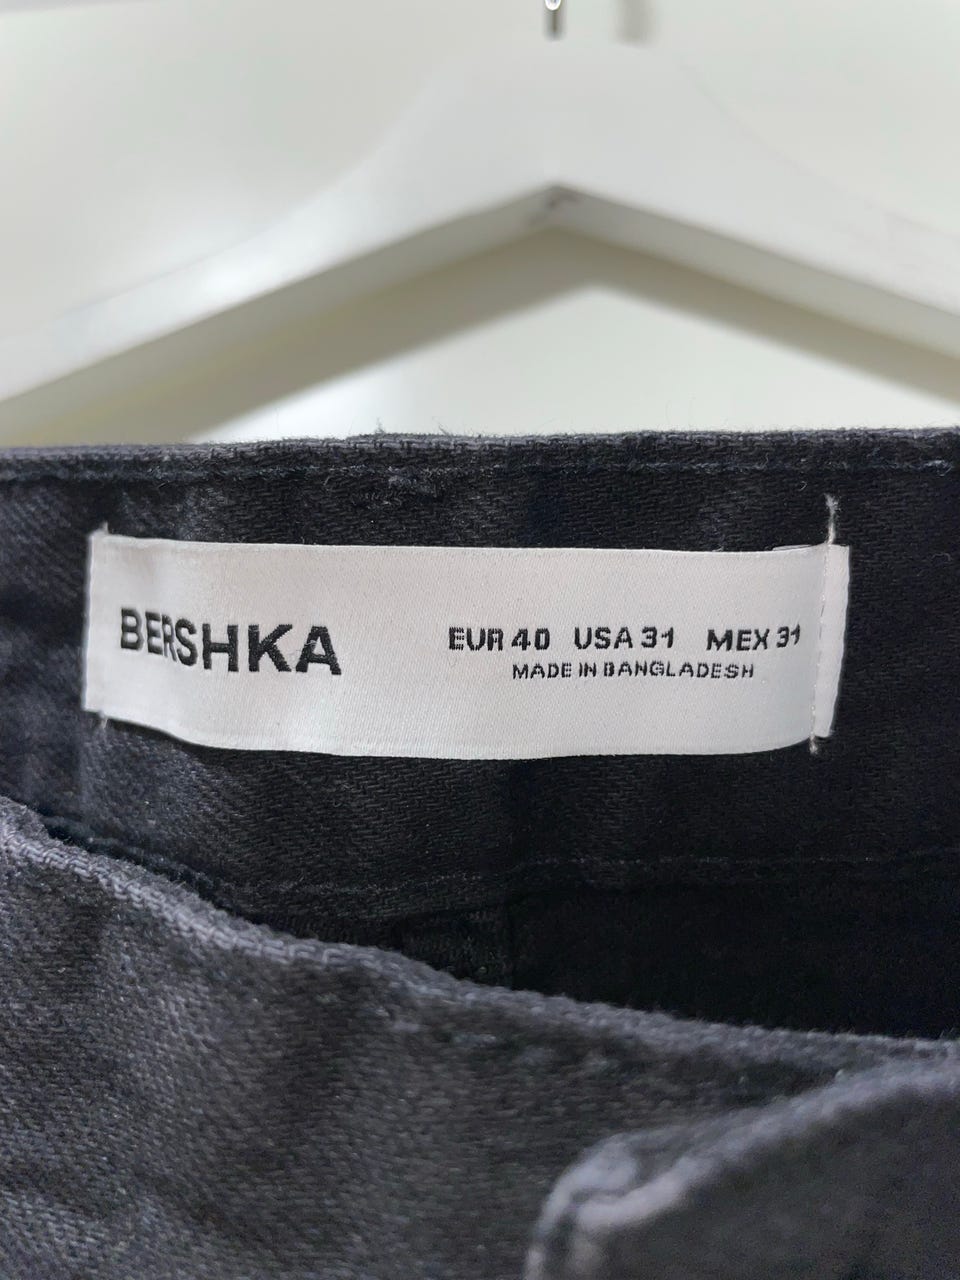 BERSHKA
EUR 40 USA 31 MEX 31
MADE IN BANGLADESH